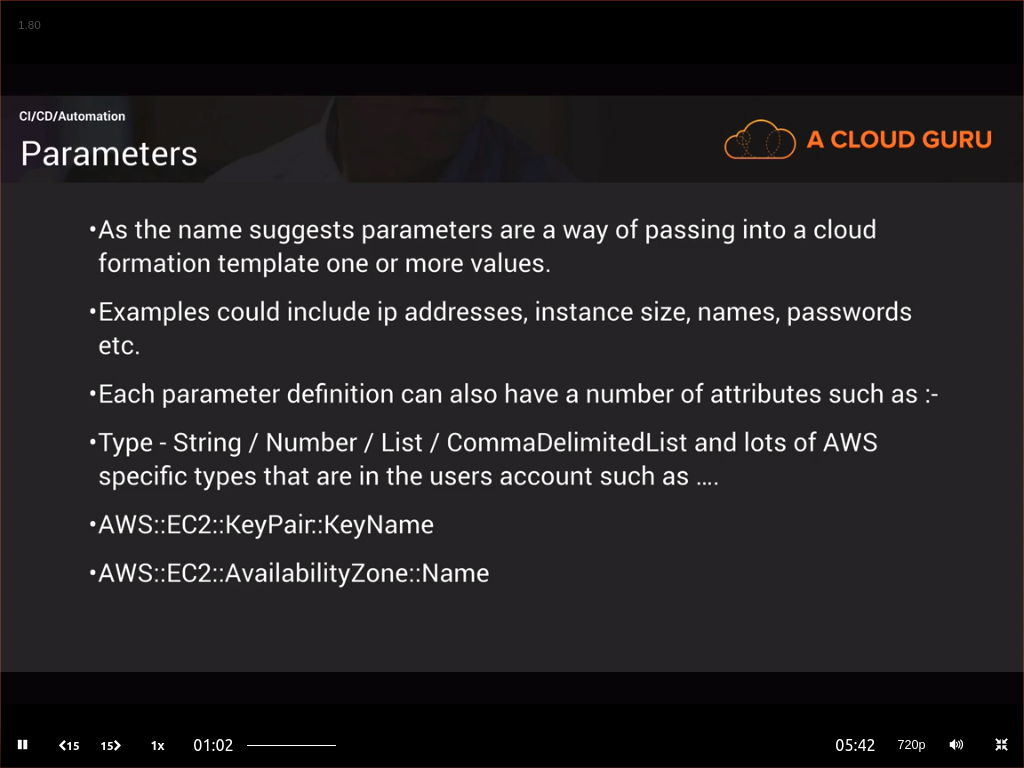 1.80
CI/CD/Automation
Parameters
A CLOUD GURU
•As the name suggests parameters are a way of passing into a cloud
formation template one or more values.
•Examples could include ip addresses, instance size, names, passwords
etc.
•Each parameter definition can also have a number of attributes such as :-
•Type - String / Number / List / CommaDelimitedList and lots of AWS
specific types that are in the users account such as ....
•AWS::EC2::KeyPair::KeyName
•AWS::EC2::AvailabilityZone::Name
15 15 1x 01:02 05:42 720p